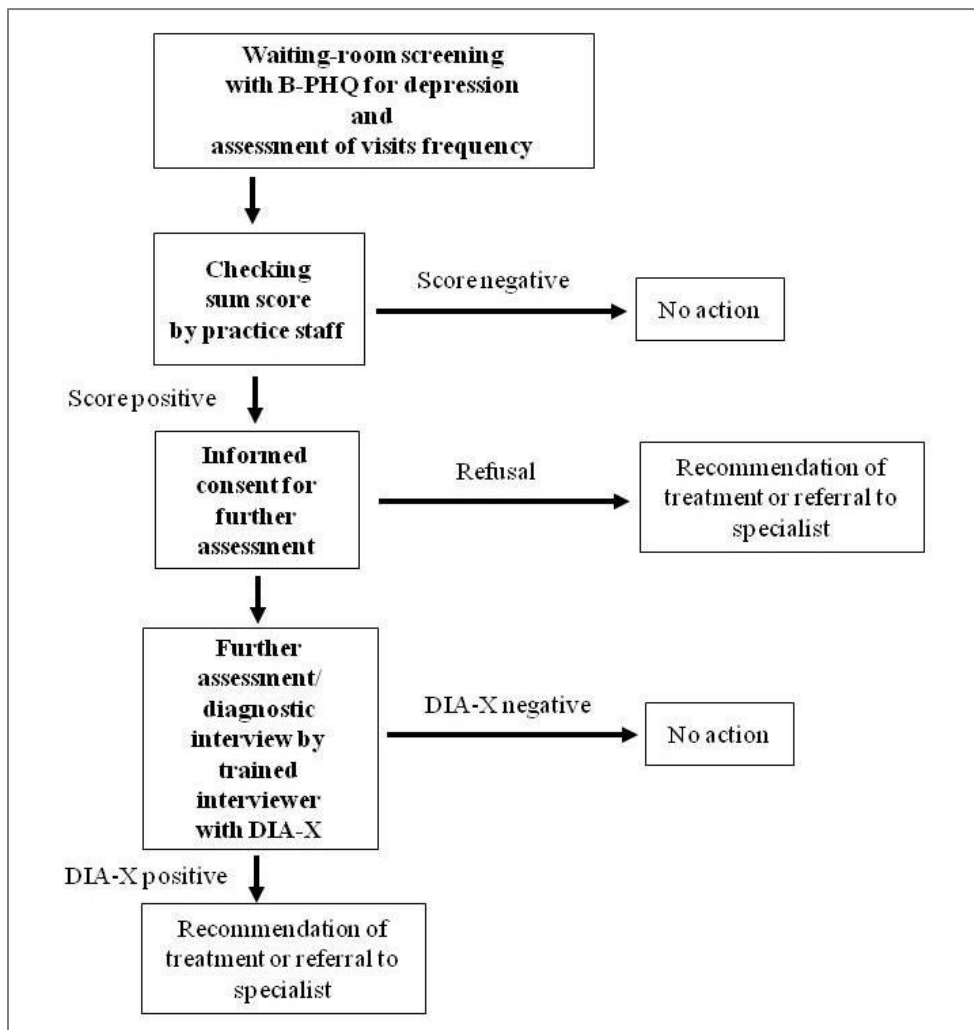 Waiting-room screening
with B-PHQ for depression
and
assessment of visits frequency
Checking
sum score
by practice staff
Score negative
No action
Score positive
Informed
consent for
further
assessment
Refusal
Recommendation of
treatment or referral to
specialist
Further
assessment/
diagnostic
interview by
trained
interviewer
with DIA-X
DIA-X negative
No action
DIA-X positive
Recommendation of
treatment or referral to
specialist